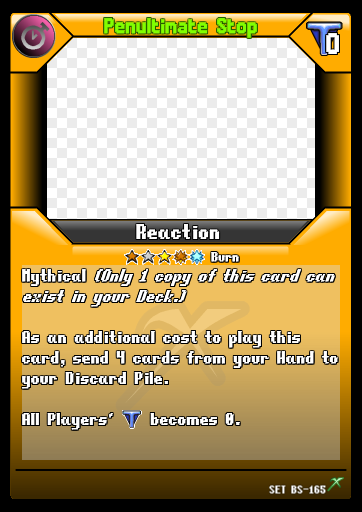 Penultimate Stop
0
Reaction
Burn
Mythical (Only 1 copy of this card can
exist in your Deck.)
As an additional cost to play this
card, send 4 cards from your Hand to
your Discard Pile.
All Players' T becomes 0.
SET BS-165